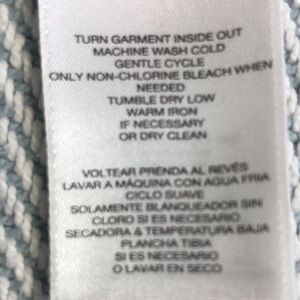 TURN GARMENT INSIDE OUT
MACHINE WASH COLD
GENTLE CYCLE
ONLY NON-CHLORINE BLEACH WHEN
NEEDED
TUMBLE DRY LOW
WARM IRON
IF NECESSARY
OR DRY CLEAN
VOLTEAR PRENDA AL REVÉS
LAVAR A MÁQUINA CON AGUA FRIA
CICLO SUAVE
SOLAMENTE BLANQUEADOR SIN
CLORO SI ES NECESARIO
SECADORA & TEMPERATURA BAJA
PLANCHA TIBIA
SI ES NECESARIO
O LAVAR EN SECO